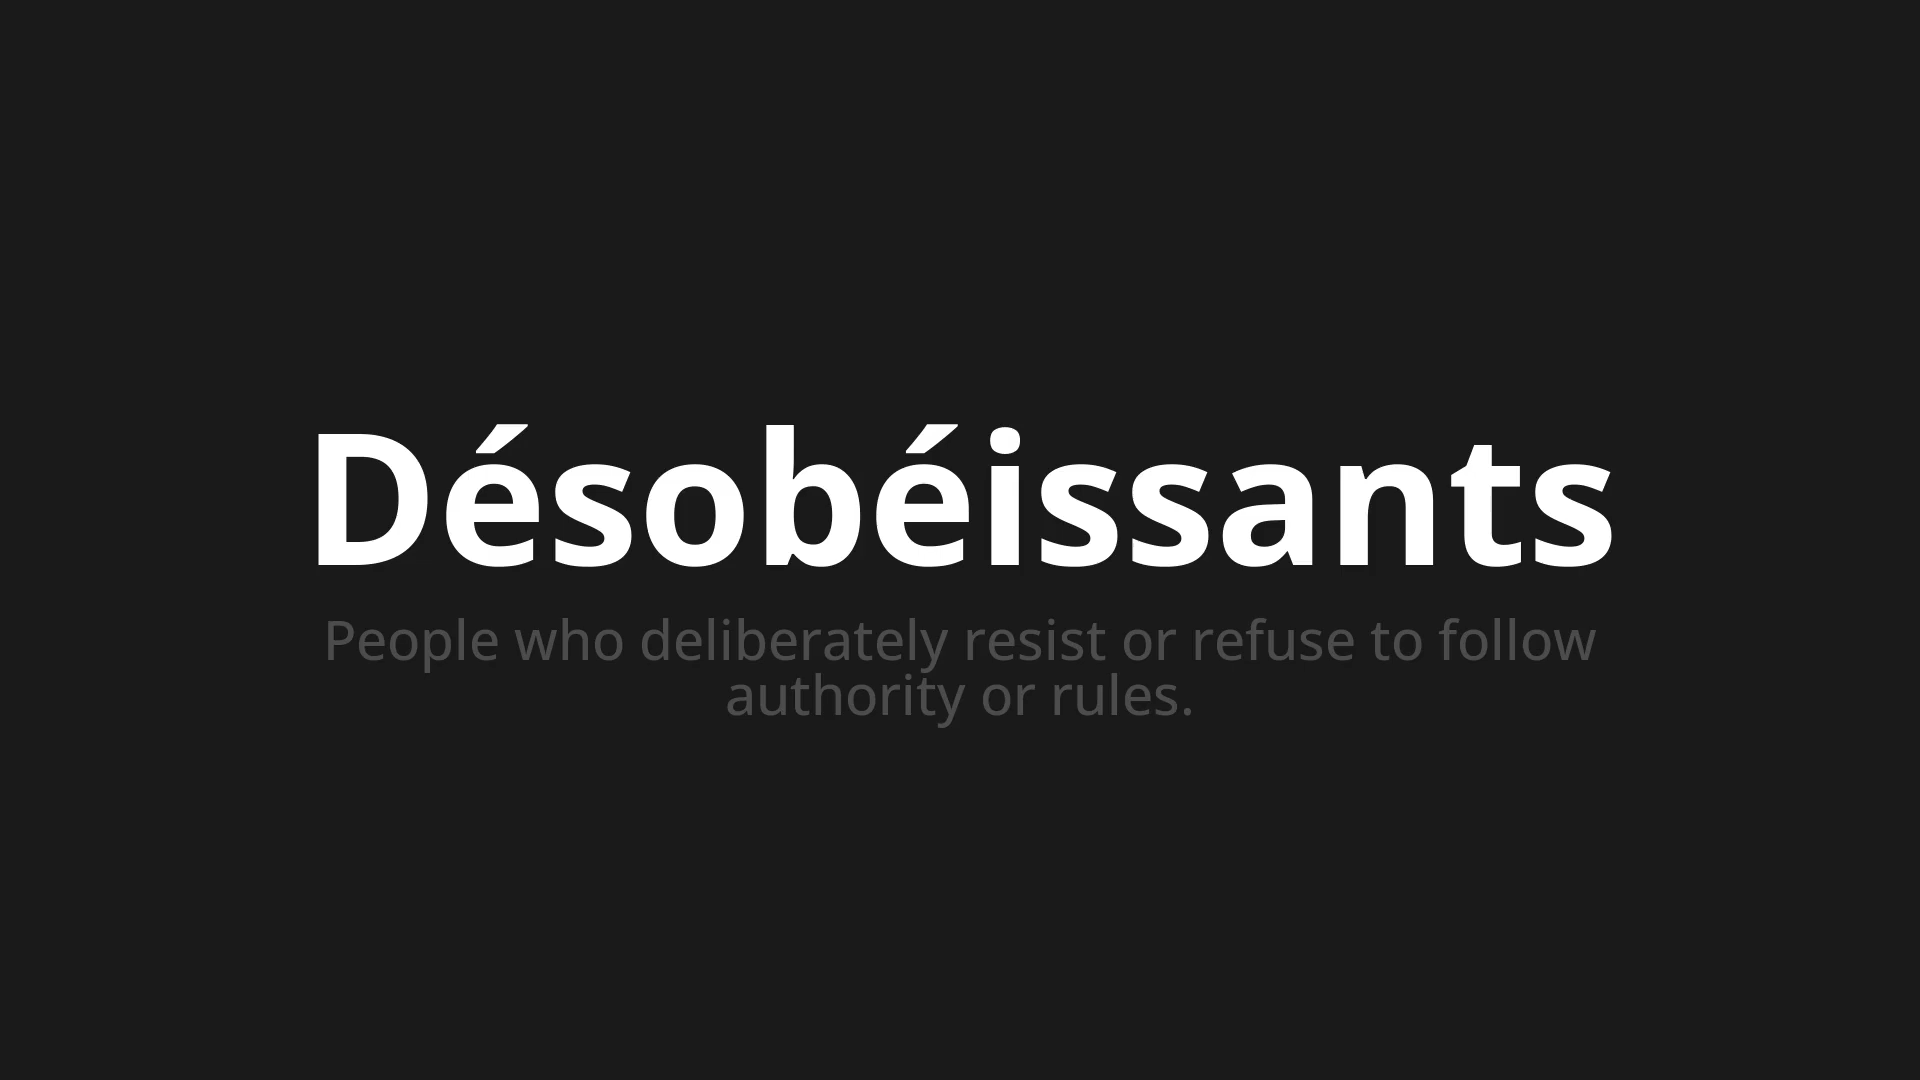 Désobéissants
People who deliberately resist or refuse to follow
authority or rules.